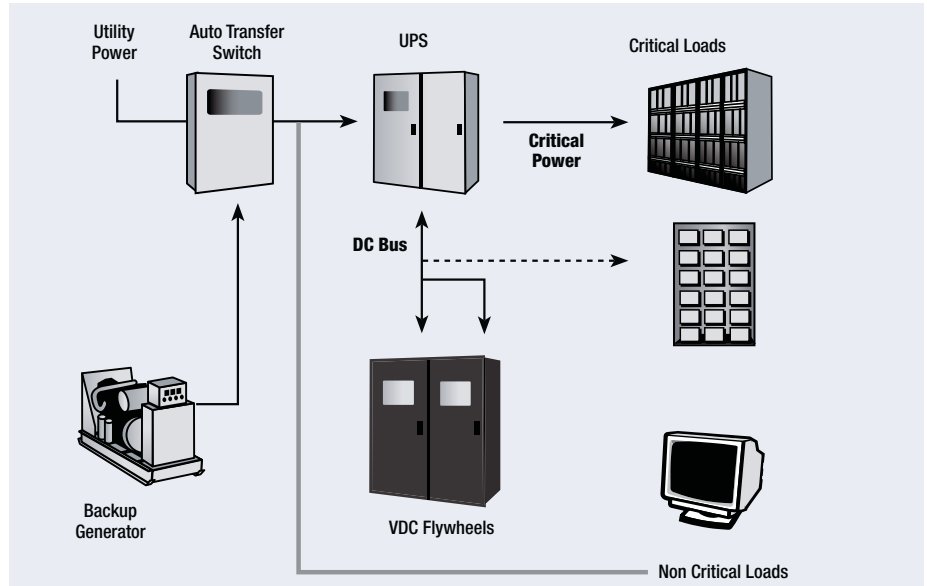 Utility
Power
Auto Transfer
Switch
UPS
Critical Loads
Critical
Power
DC Bus
Backup
Generator
VDC Flywheels
Non Critical Loads